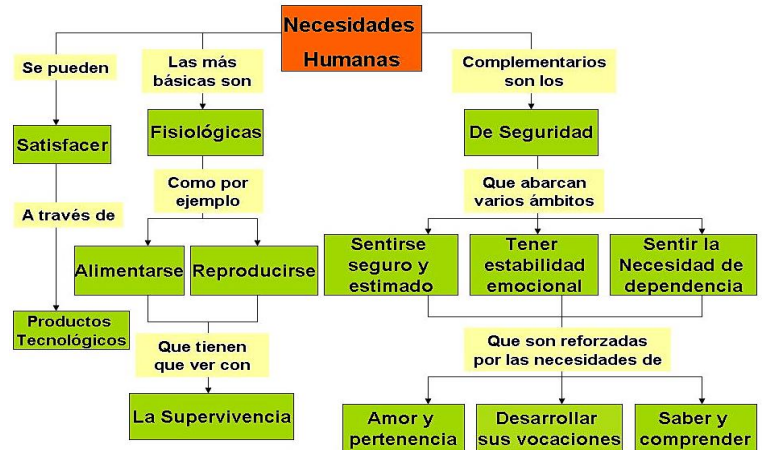 Necesidades
Humanas
Se pueden
Las más
básicas son
Complementarios
son los
Satisfacer
Fisiológicas
De Seguridad
A través de
Como por
ejemplo
Que abarcan
varios ámbitos
Alimentarse
Reproducirse
Sentirse
seguro y
estimado
Tener
estabilidad
emocional
Sentir la
Necesidad de
dependencia
Productos
Tecnológicos
Que tienen
que ver con
Que son reforzadas
por las necesidades de
La Supervivencia
Amor y
pertenencia
Desarrollar
sus vocaciones
Saber y
comprender